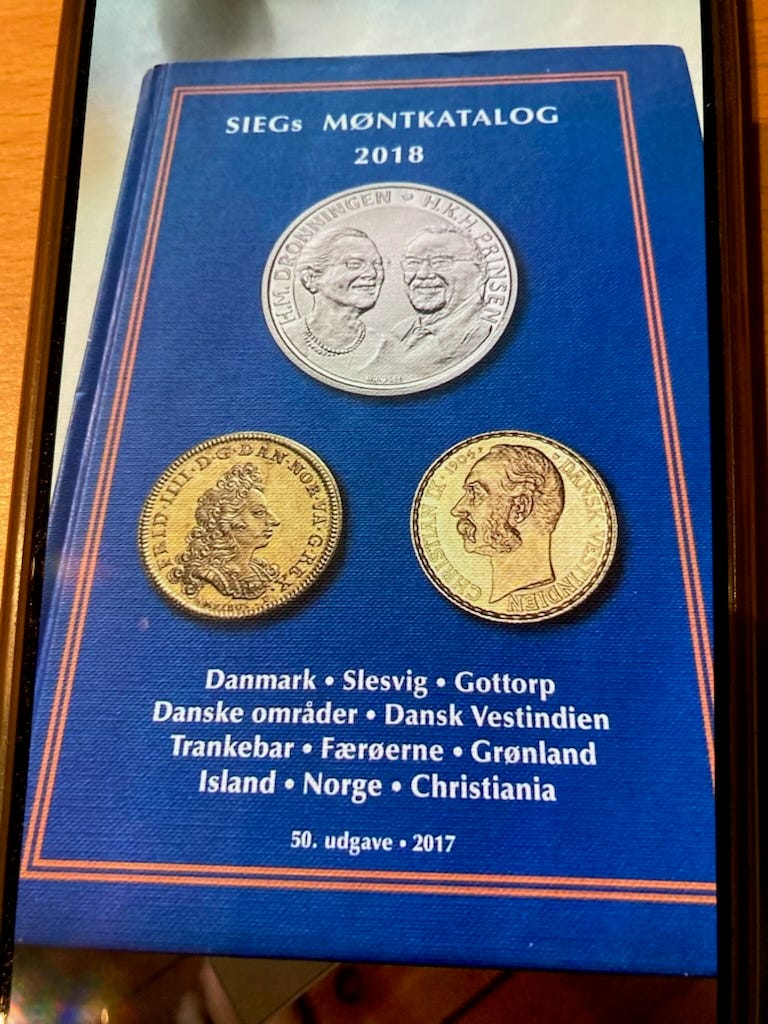 SIEGs MØNTKATALOG
2018
H.M. DRONNINGEN H.K.H. PRINSEN
FRID·IIII·D·G·DAN·NOR·VA·G·REX·
CHRISTIAN IX·1904· DANSK VESTINDIEN
Danmark • Slesvig • Gottorp
Danske områder • Dansk Vestindien
Trankebar • Færøerne • Grønland
Island • Norge • Christiania
50. udgave • 2017